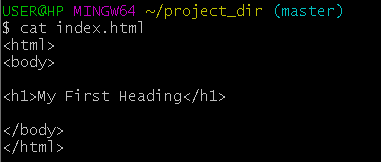 USER@HP MINGW64 ~/project_dir (master)
$ cat index.html
<html>
<body>
<h1>My First Heading</h1>
</body>
</html>